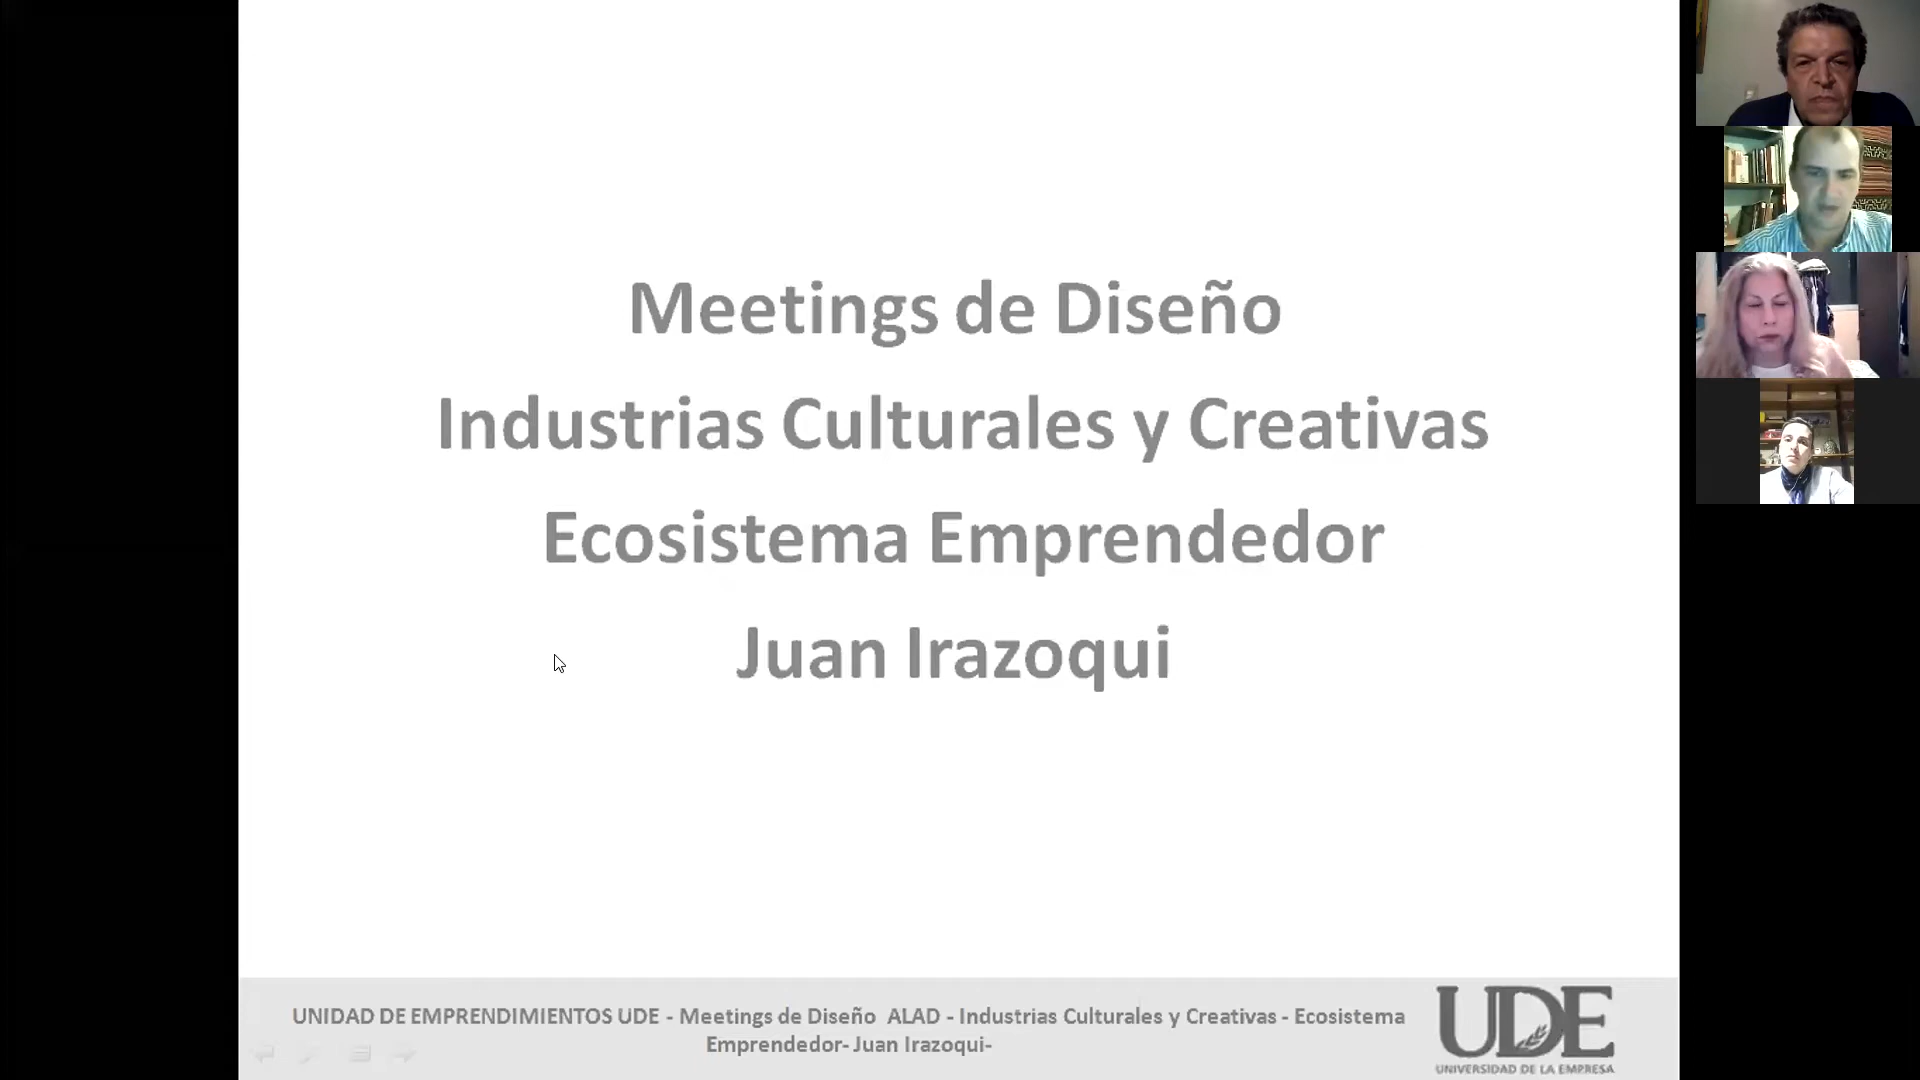 Meetings de Diseño
Industrias Culturales y Creativas
Ecosistema Emprendedor
Juan Irazoqui
UNIDAD DE EMPRENDIMIENTOS UDE - Meetings de Diseño ALAD - Industrias Culturales y Creativas - Ecosistema
Emprendedor- Juan Irazoqui-
UDE
UNIVERSIDAD DE LA EMPRESA